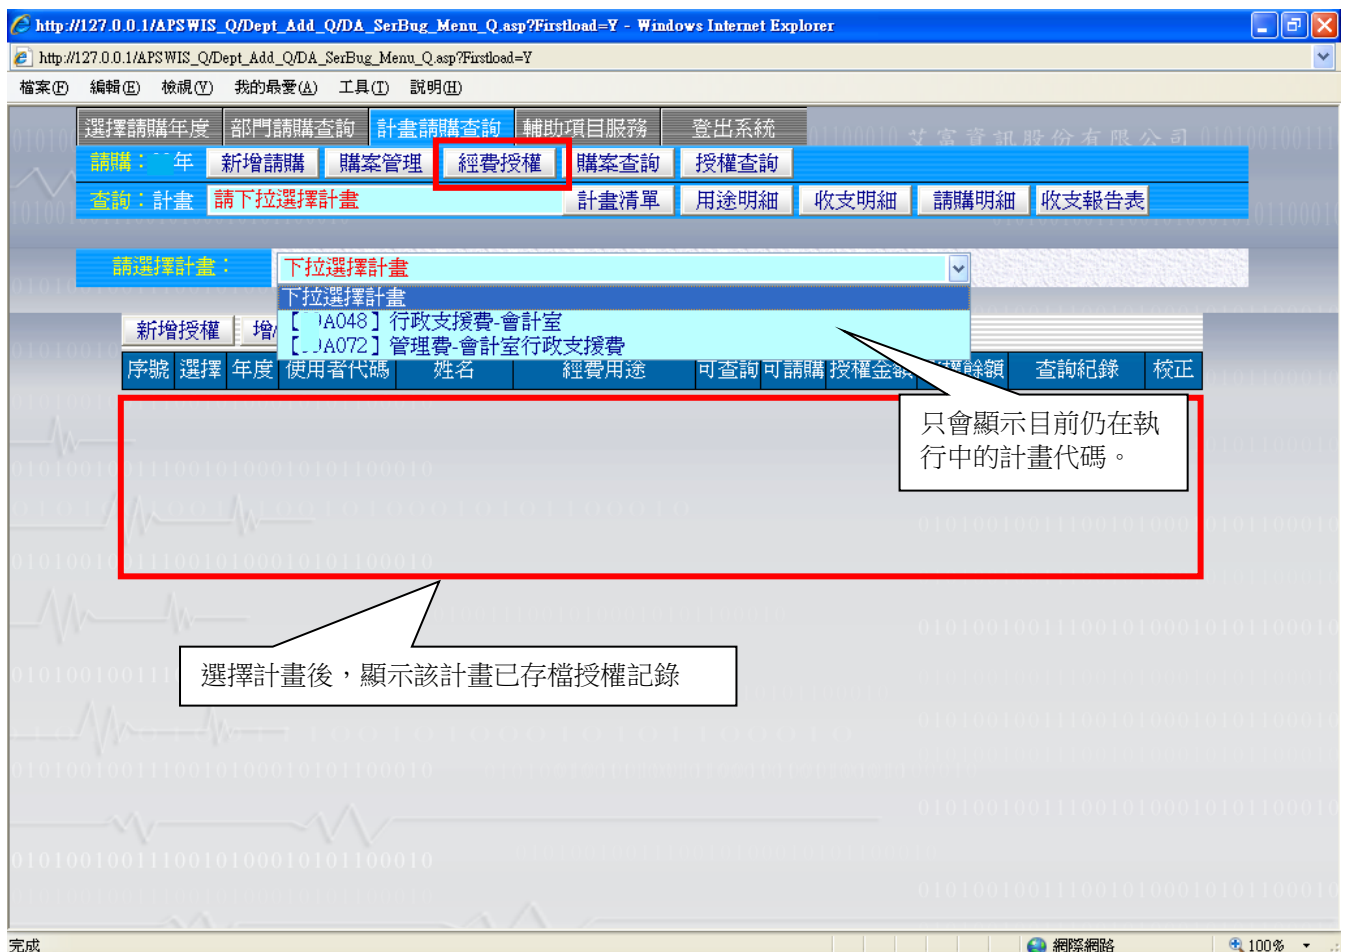 http://127.0.0.1/APSWIS_Q/Dept_Add_Q/DA_SerBug_Menu_Q.asp?Firstload=Y - Windows Internet Explorer
http://127.0.0.1/APSWIS_Q/Dept_Add_Q/DA_SerBug_Menu_Q.asp?Firstload=Y
檔案(F) 編輯(E) 檢視(V) 我的最愛(A) 工具(T) 說明(H)
選擇請購年度 部門請購查詢 計畫請購查詢 輔助項目服務 登出系統 艾富資訊股份有限公司
請購： 年 新增請購 購案管理 經費授權 購案查詢 授權查詢
查詢：計畫 請下拉選擇計畫 計畫清單 用途明細 收支明細 請購明細 收支報告表
請選擇計畫： 下拉選擇計畫
下拉選擇計畫
【 A048】行政支援費-會計室
【 A072】管理費-會計室行政支援費
新增授權 增
序號 選擇 年度 使用者代碼 姓名 經費用途 可查詢 可請購 授權金額 餘額 查詢紀錄 校正
只會顯示目前仍在執
行中的計畫代碼。
選擇計畫後，顯示該計畫已存檔授權記錄
完成 網際網路 100%